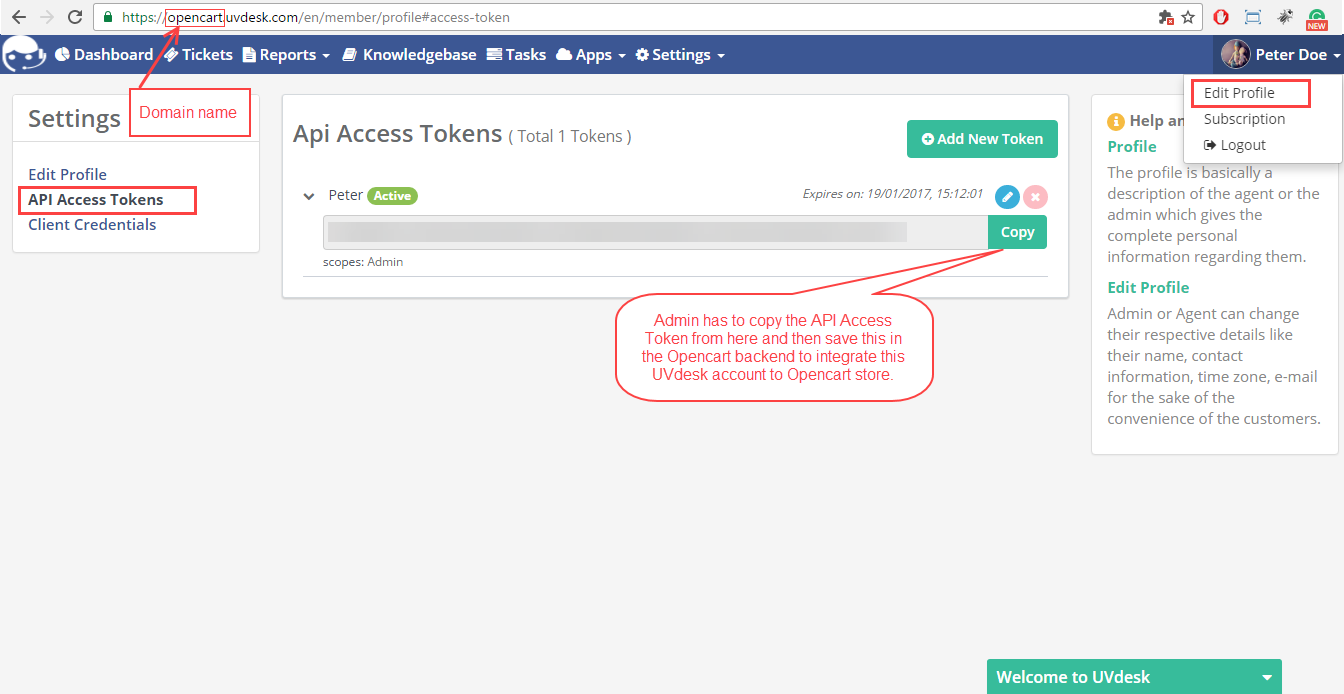 https://opencart.uvdesk.com/en/member/profile#access-token
NEW
Dashboard Tickets Reports Knowledgebase Tasks Apps Settings Peter Doe
Edit Profile
Subscription
Logout
Domain name
Settings
Edit Profile
API Access Tokens
Client Credentials
Api Access Tokens ( Total 1 Tokens )
Add New Token
Peter Active
Expires on: 19/01/2017, 15:12:01
Copy
scopes: Admin
Admin has to copy the API Access
Token from here and then save this in
the Opencart backend to integrate this
UVdesk account to Opencart store.
Help an
Profile
The profile is basically a
description of the agent or the
admin which gives the
complete personal
information regarding them.
Edit Profile
Admin or Agent can change
their respective details like
their name, contact
information, time zone, e-mail
for the sake of the
convenience of the customers.
Welcome to UVdesk